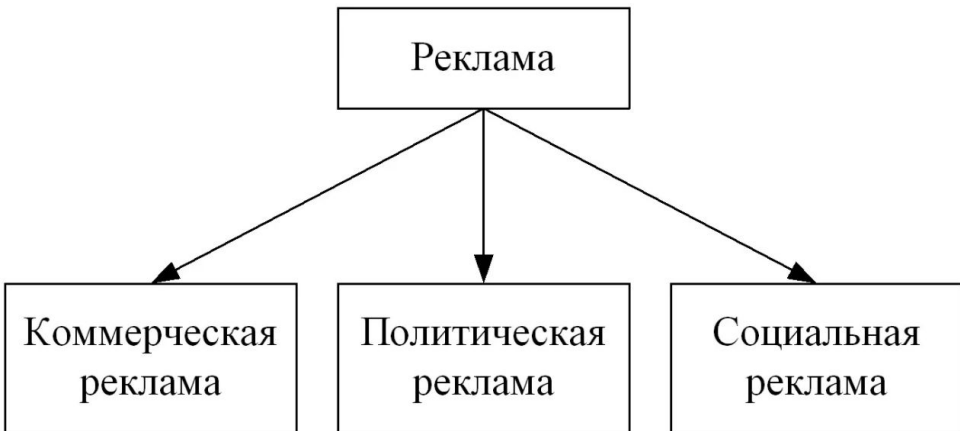 Реклама
Коммерческая
реклама
Политическая
реклама
Социальная
реклама